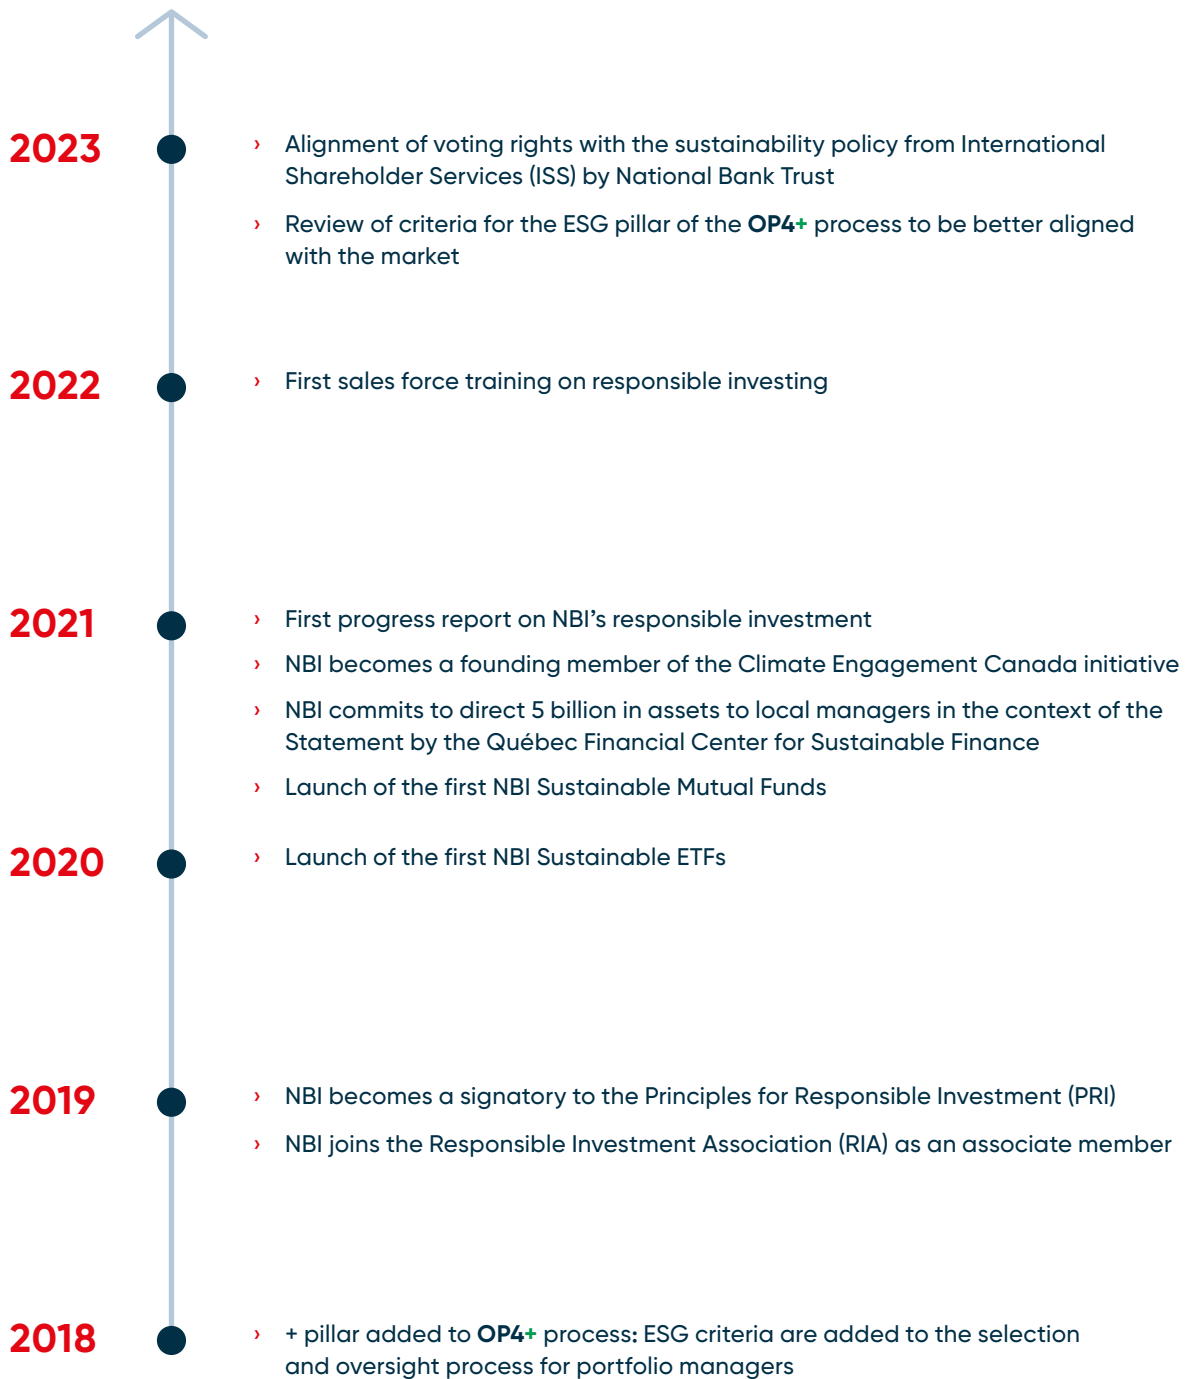 2023
› Alignment of voting rights with the sustainability policy from International
Shareholder Services (ISS) by National Bank Trust
› Review of criteria for the ESG pillar of the OP4+ process to be better aligned
with the market
2022
› First sales force training on responsible investing
2021
› First progress report on NBI’s responsible investment
› NBI becomes a founding member of the Climate Engagement Canada initiative
› NBI commits to direct 5 billion in assets to local managers in the context of the
Statement by the Québec Financial Center for Sustainable Finance
› Launch of the first NBI Sustainable Mutual Funds
2020
› Launch of the first NBI Sustainable ETFs
2019
› NBI becomes a signatory to the Principles for Responsible Investment (PRI)
› NBI joins the Responsible Investment Association (RIA) as an associate member
2018
› + pillar added to OP4+ process: ESG criteria are added to the selection
and oversight process for portfolio managers